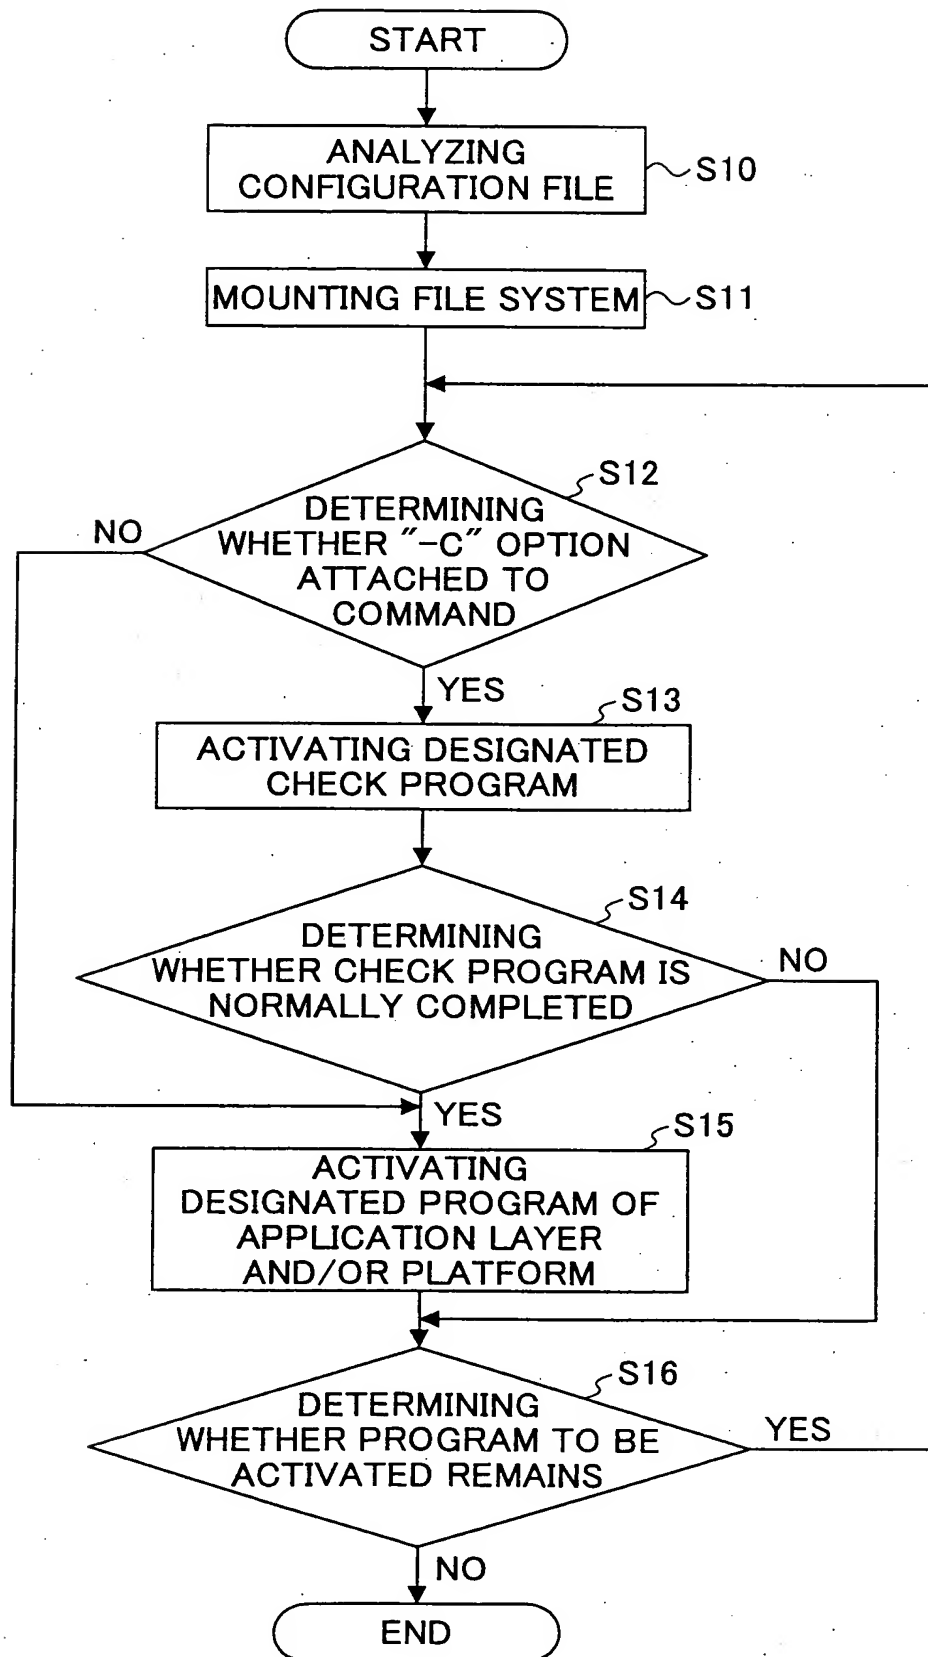 START
ANALYZING
CONFIGURATION FILE
S10
MOUNTING FILE SYSTEM
S11
S12
DETERMINING
WHETHER "-C" OPTION
ATTACHED TO
COMMAND
NO
YES
S13
ACTIVATING DESIGNATED
CHECK PROGRAM
S14
DETERMINING
WHETHER CHECK PROGRAM IS
NORMALLY COMPLETED
NO
YES
S15
ACTIVATING
DESIGNATED PROGRAM OF
APPLICATION LAYER
AND/OR PLATFORM
S16
DETERMINING
WHETHER PROGRAM TO BE
ACTIVATED REMAINS
YES
NO
END